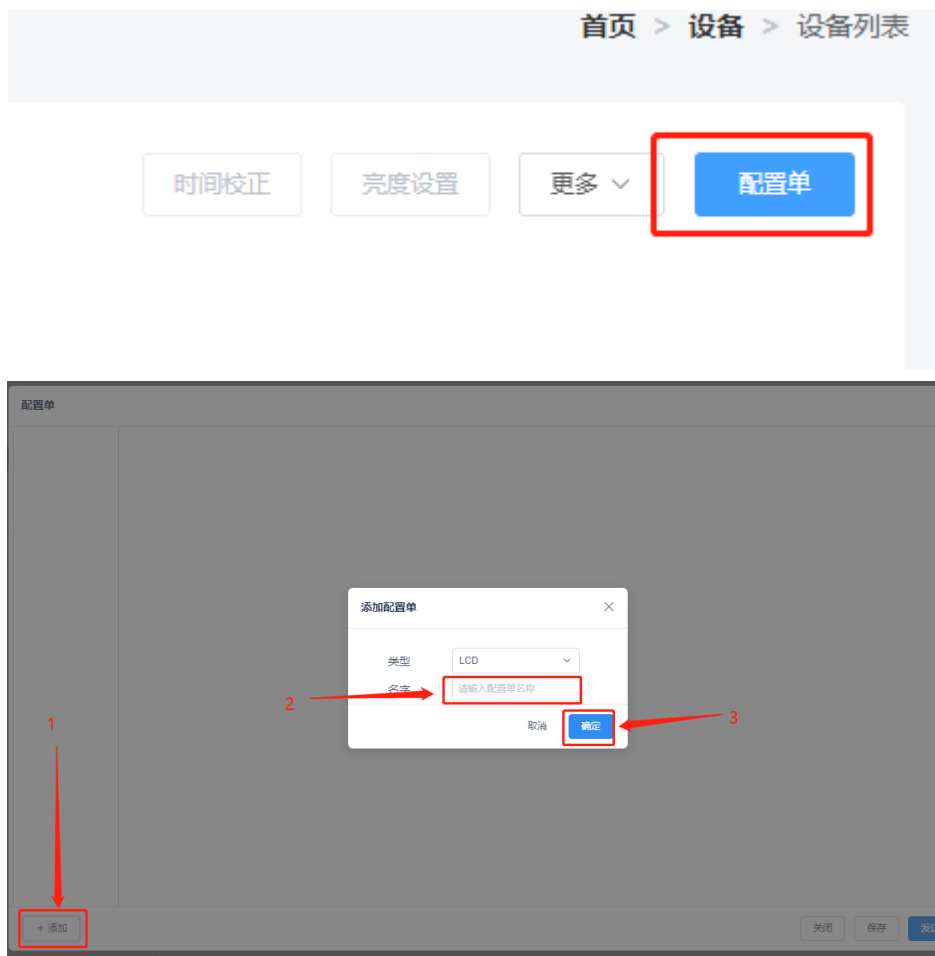 首页 > 设备 > 设备列表
时间校正 亮度设置 更多 配置单
配置单
添加配置单
类型 LCD
名字 请输入配置单名称
取消 确定
1
2
3
+ 添加
关闭 保存